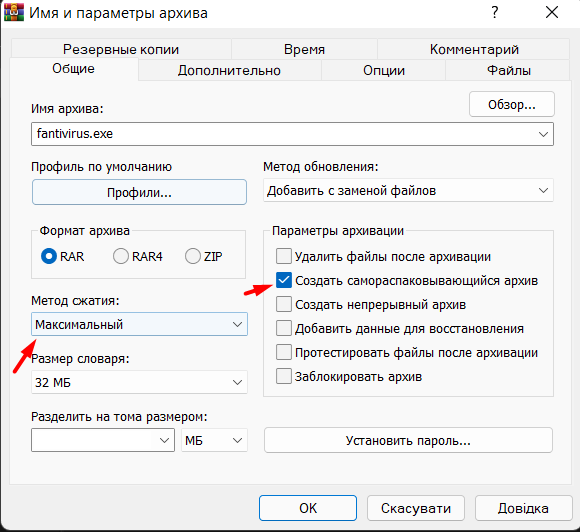 Имя и параметры архива
?
Резервные копии Время Комментарий
Общие Дополнительно Опции Файлы
Имя архива:
Обзор...
fantivirus.exe
Профиль по умолчанию
Профили...
Метод обновления:
Добавить с заменой файлов
Формат архива
RAR RAR4 ZIP
Метод сжатия:
Максимальный
Размер словаря:
32 МБ
Разделить на тома размером:
МБ
Параметры архивации
Удалить файлы после архивации
Создать самораспаковывающийся архив
Создать непрерывный архив
Добавить данные для восстановления
Протестировать файлы после архивации
Заблокировать архив
Установить пароль...
OK Скасувати Довідка